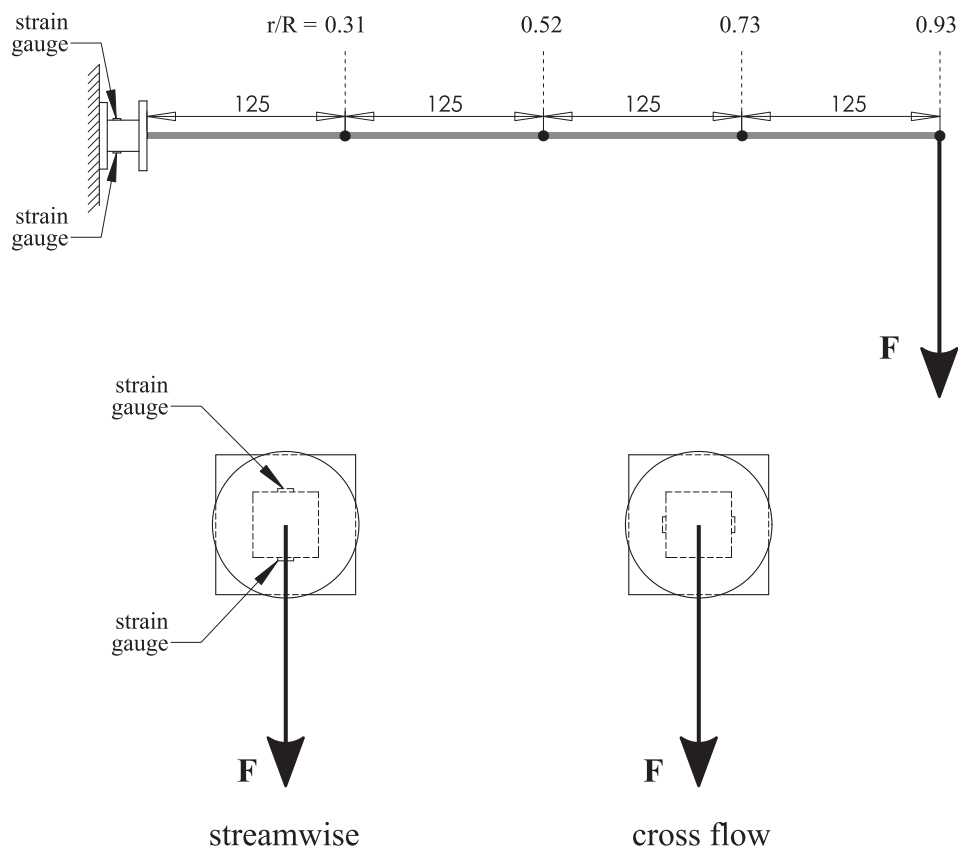 strain
gauge
r/R = 0.31
0.52
0.73
0.93
125
125
125
125
strain
gauge
F
strain
gauge
strain
gauge
F
F
streamwise
cross flow